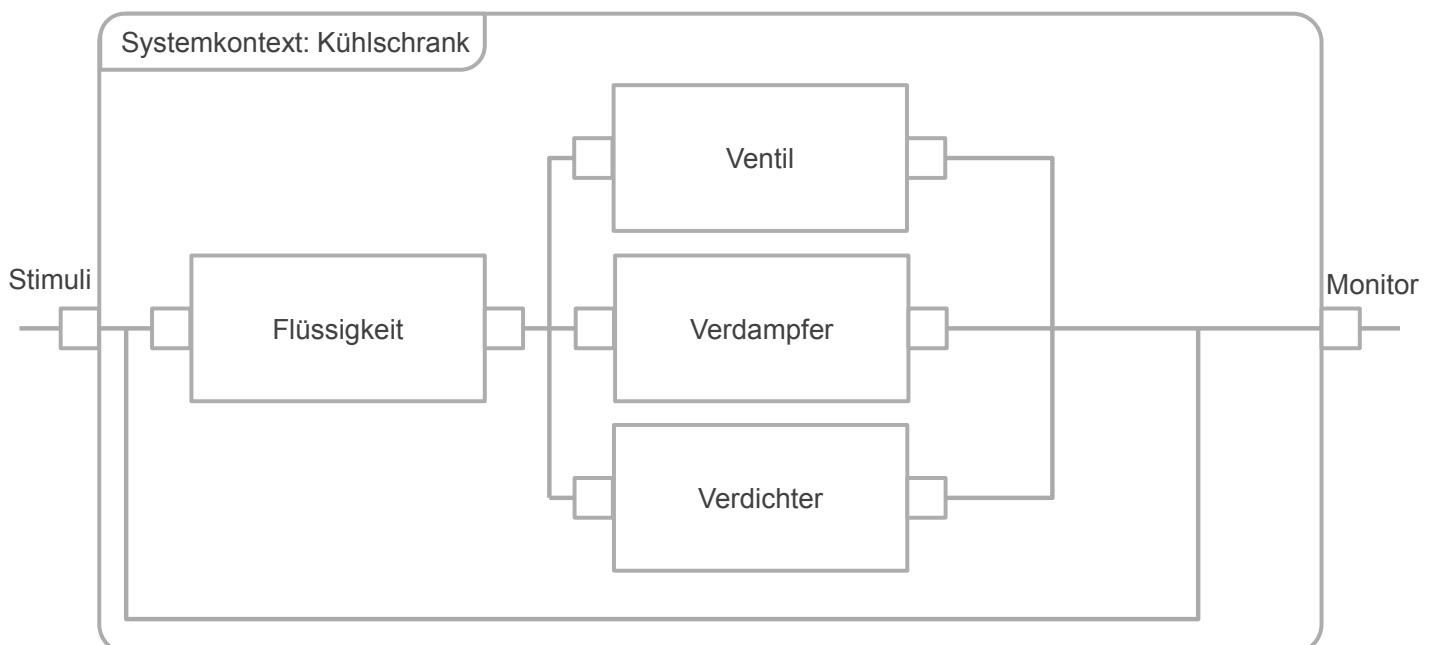 Systemkontext: Kühlschrank
Ventil
Stimuli
Flüssigkeit
Verdampfer
Monitor
Verdichter